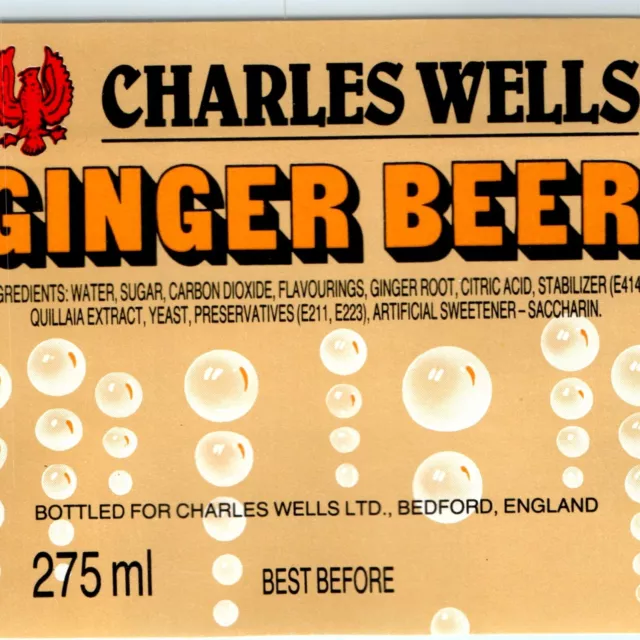 CHARLES WELLS
GINGER BEER
GREDIENTS: WATER, SUGAR, CARBON DIOXIDE, FLAVOURINGS, GINGER ROOT, CITRIC ACID, STABILIZER (E414
QUILLAIA EXTRACT, YEAST, PRESERVATIVES (E211, E223), ARTIFICIAL SWEETENER – SACCHARIN.
BOTTLED FOR CHARLES WELLS LTD., BEDFORD, ENGLAND
275 ml
BEST BEFORE